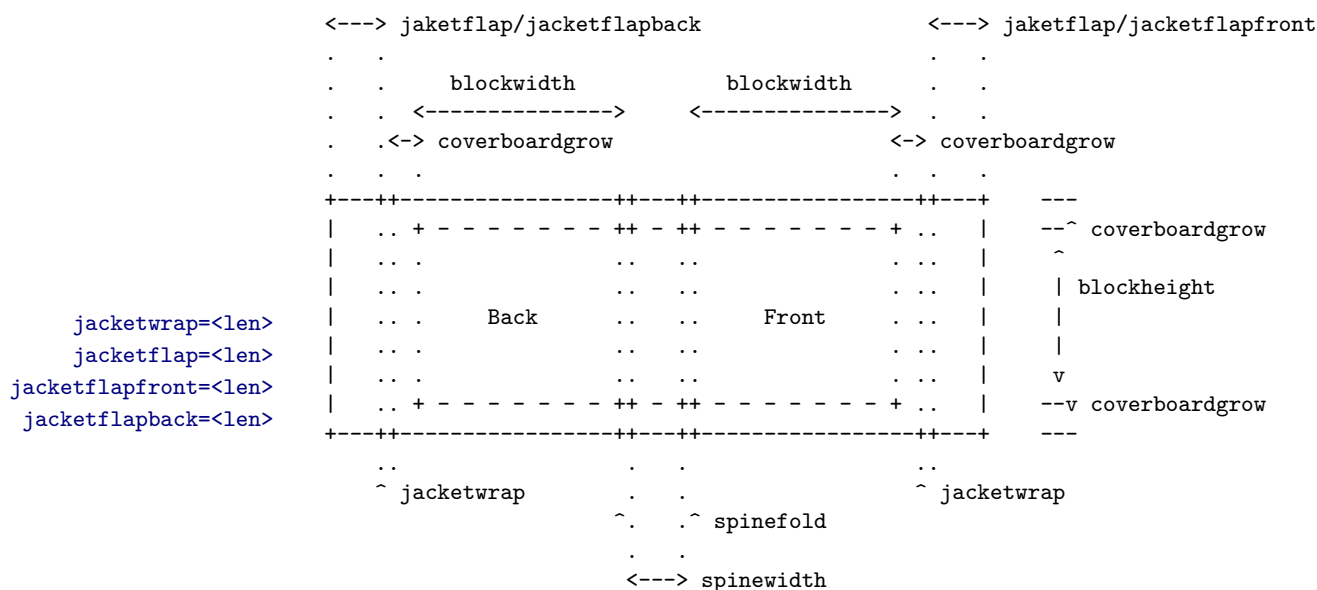 <---> jaketflap/jacketflapback <---> jaketflap/jacketflapfront
. . . .
. . blockwidth blockwidth . .
. . <---------------> <---------------> . .
. .<-> coverboardgrow <-> coverboardgrow
. . . . . .
+---++-----------------++---++-----------------++---+ ---
| .. + - - - - - - - - ++ - ++ - - - - - - - - + .. | --^ coverboardgrow
| .. . .. .. . .. | ^
| .. . .. .. . .. | | blockheight
jacketwrap=<len> | .. . Back .. .. Front . .. | |
jacketflap=<len> | .. . .. .. . .. | |
jacketflapfront=<len> | .. . .. .. . .. | v
jacketflapback=<len> | .. + - - - - - - - - ++ - ++ - - - - - - - - + .. | --v coverboardgrow
+---++-----------------++---++-----------------++---+ ---
.. . . ..
^ jacketwrap . . ^ jacketwrap
^. .^ spinefold
. .
<---> spinewidth